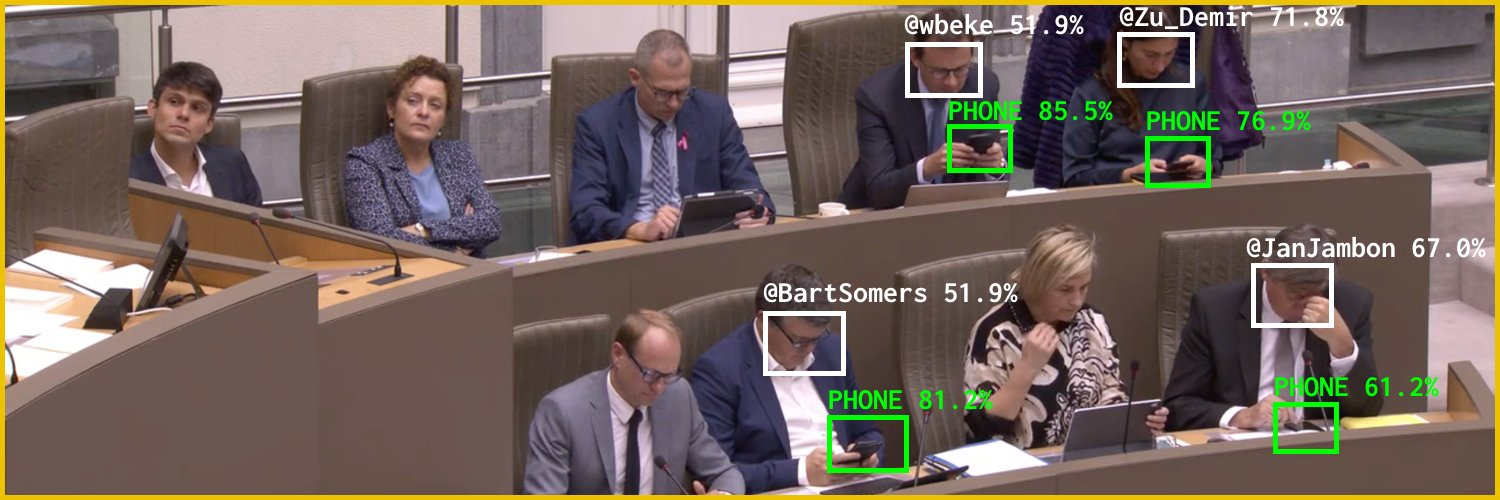 @wbeke 51.9%
@Zu_Demir 71.8%
PHONE 85.5%
PHONE 76.9%
@JanJambon 67.0%
@BartSomers 51.9%
PHONE 81.2%
PHONE 61.2%